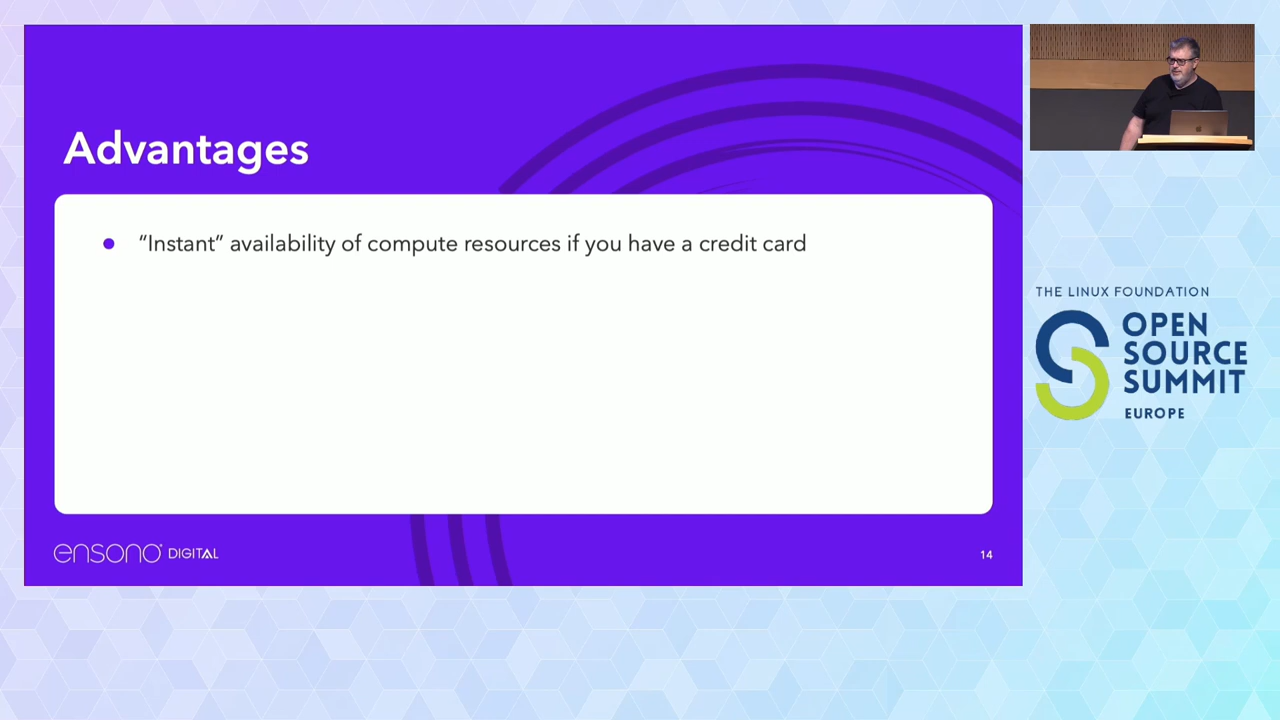 Advantages
• “Instant” availability of compute resources if you have a credit card
ensono DIGITAL
14
THE LINUX FOUNDATION
OPEN
SOURCE
SUMMIT
EUROPE